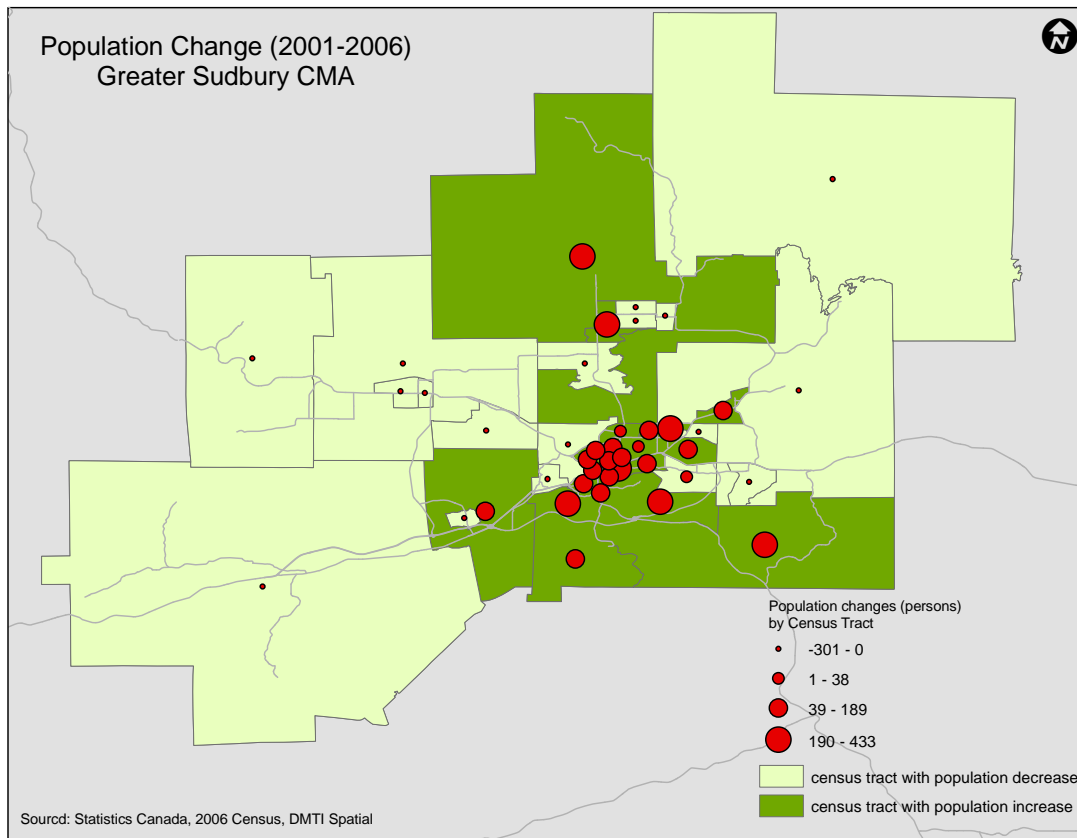 Population Change (2001-2006)
Greater Sudbury CMA
N
Population changes (persons)
by Census Tract
-301 - 0
1 - 38
39 - 189
190 - 433
census tract with population decrease
census tract with population increase
Sourcd: Statistics Canada, 2006 Census, DMTI Spatial